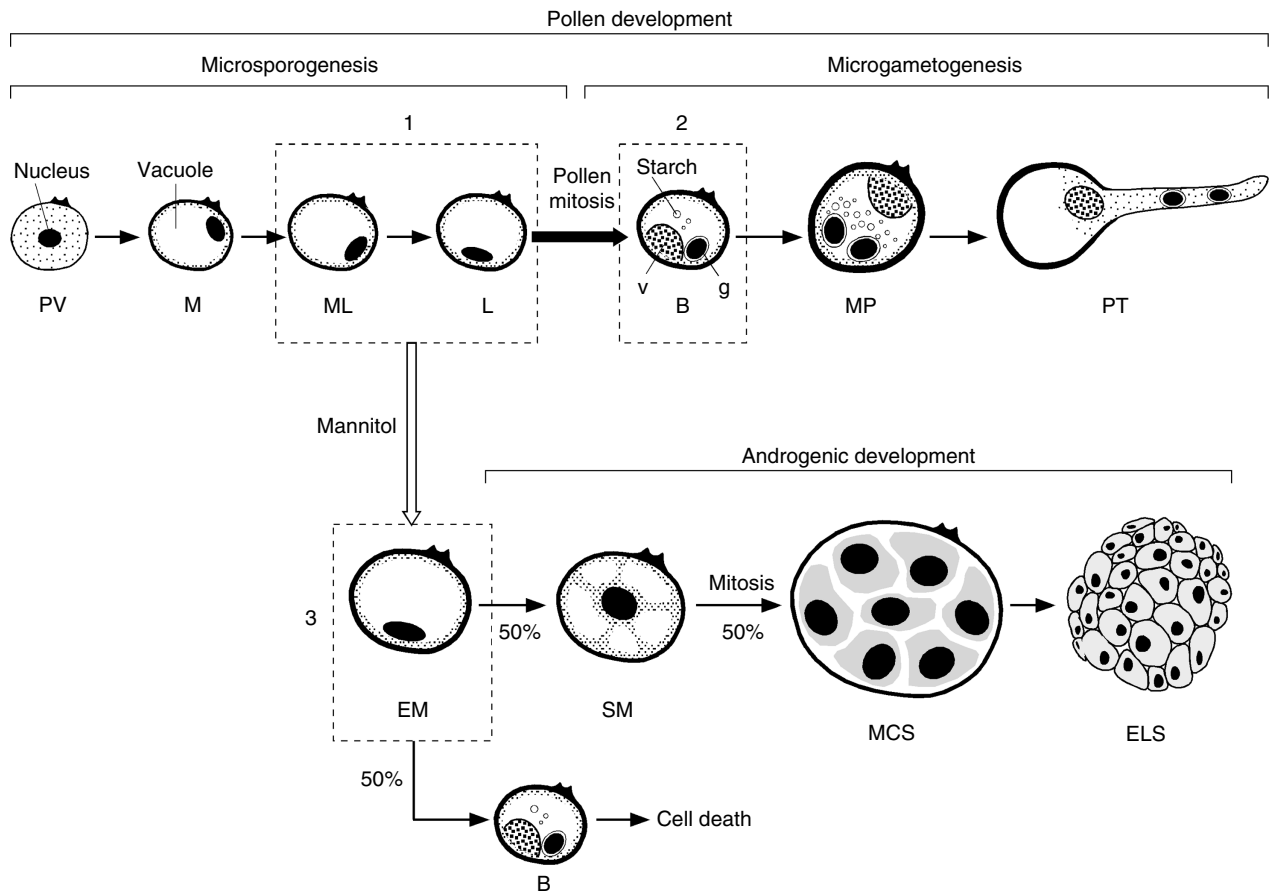 Pollen development
Microsporogenesis
Microgametogenesis
1
2
Nucleus
Vacuole
Pollen
mitosis
Starch
v
g
PV
M
ML
L
B
MP
PT
Mannitol
Androgenic development
3
50%
Mitosis
50%
EM
SM
MCS
ELS
50%
Cell death
B